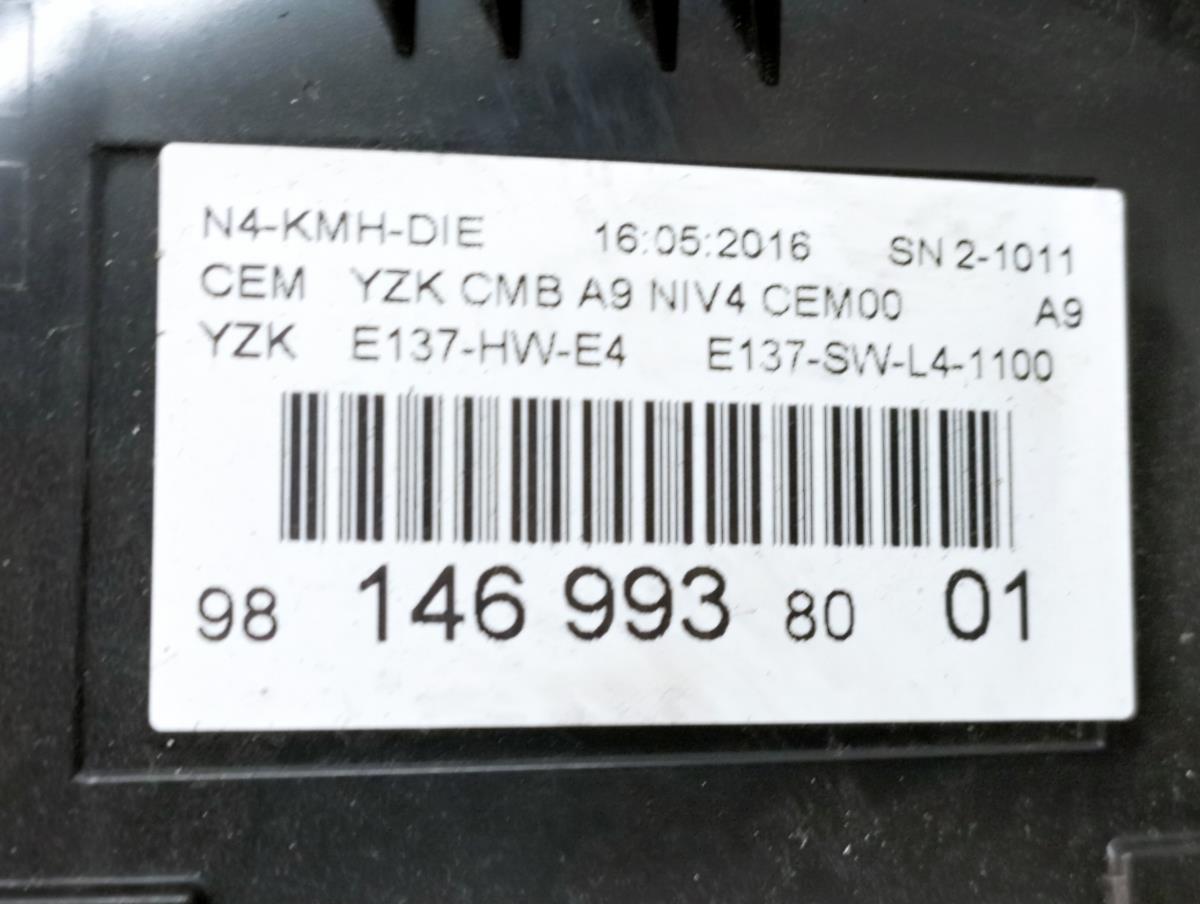 N4-KMH-DIE 16:05:2016 SN 2-1011
CEM YZK CMB A9 NIV4 CEM00 A9
YZK E137-HW-E4 E137-SW-L4-1100
98 146 993 80 01